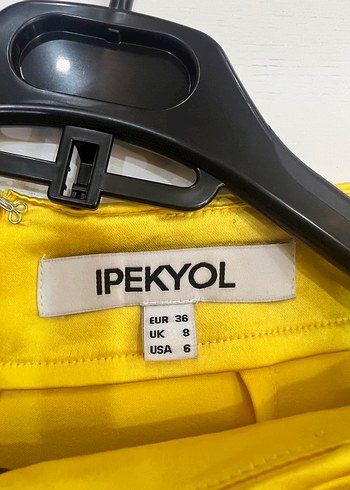 IPEKYOL
EUR 36
UK 8
USA 6